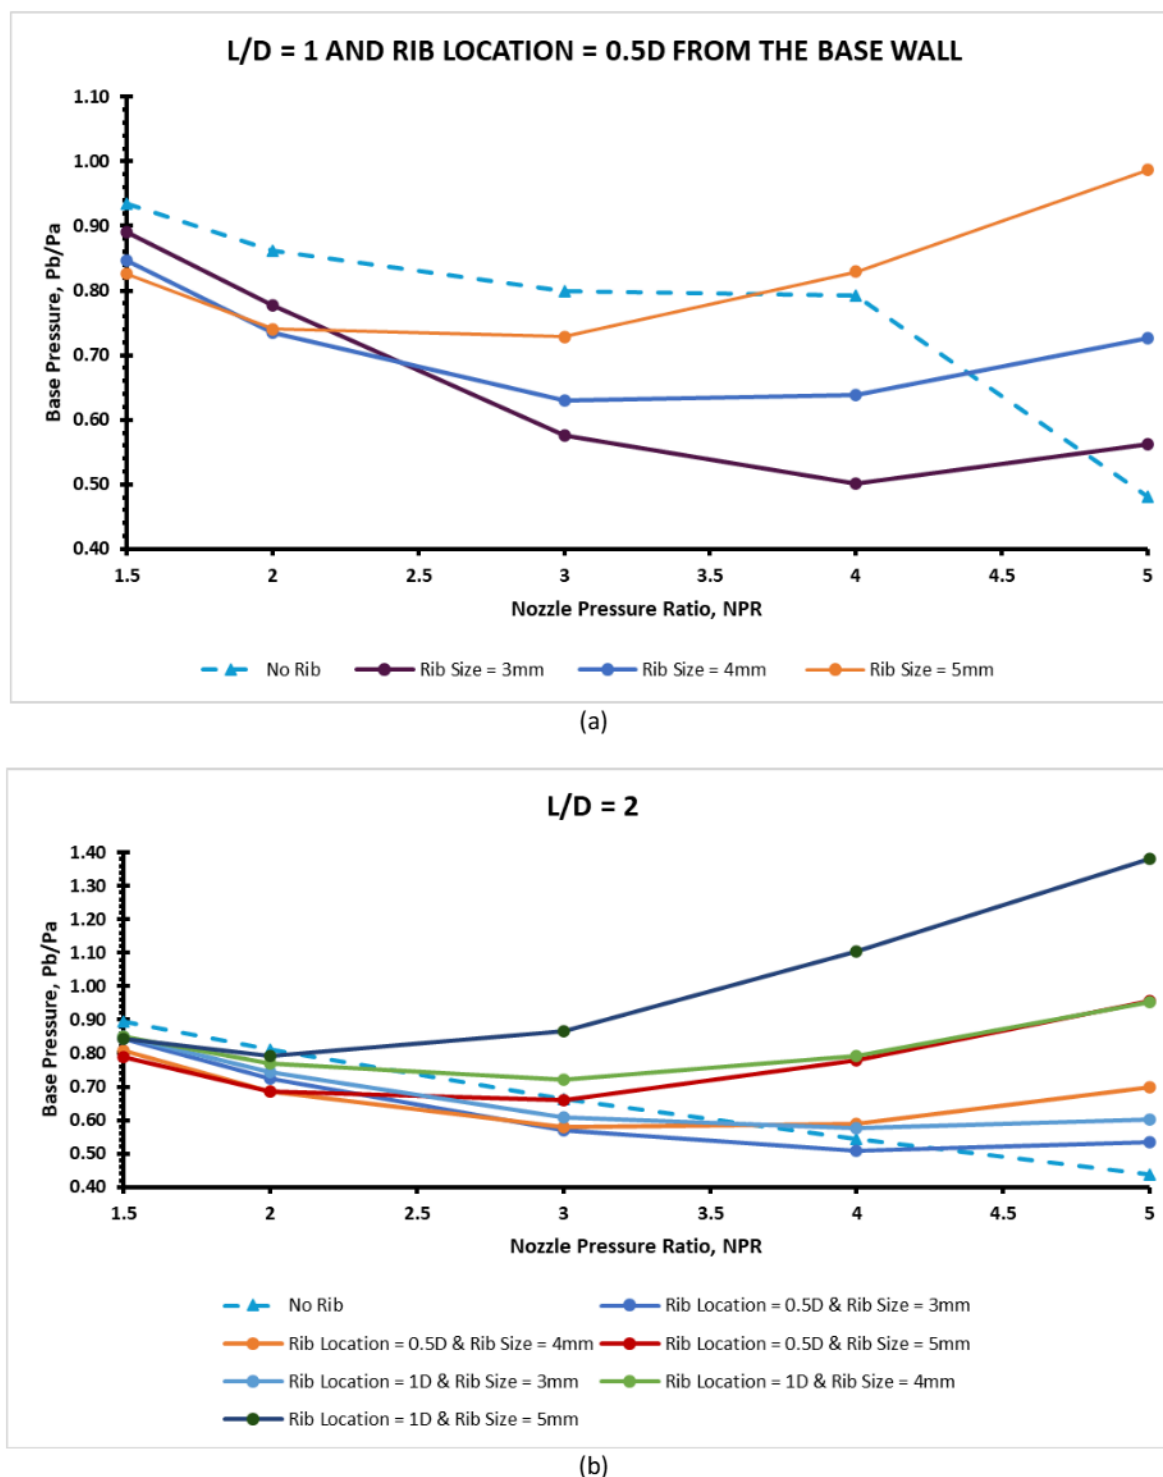 L/D = 1 AND RIB LOCATION = 0.5D FROM THE BASE WALL
1.10
1.00
0.90
0.80
0.70
0.60
0.50
0.40
Base Pressure, Pb/Pa
1.5 2 2.5 3 3.5 4 4.5 5
Nozzle Pressure Ratio, NPR
No Rib Rib Size = 3mm Rib Size = 4mm Rib Size = 5mm
(a)
L/D = 2
1.40
1.30
1.20
1.10
1.00
0.90
0.80
0.70
0.60
0.50
0.40
Base Pressure, Pb/Pa
1.5 2 2.5 3 3.5 4 4.5 5
Nozzle Pressure Ratio, NPR
No Rib Rib Location = 0.5D & Rib Size = 3mm
Rib Location = 0.5D & Rib Size = 4mm Rib Location = 0.5D & Rib Size = 5mm
Rib Location = 1D & Rib Size = 3mm Rib Location = 1D & Rib Size = 4mm
Rib Location = 1D & Rib Size = 5mm
(b)